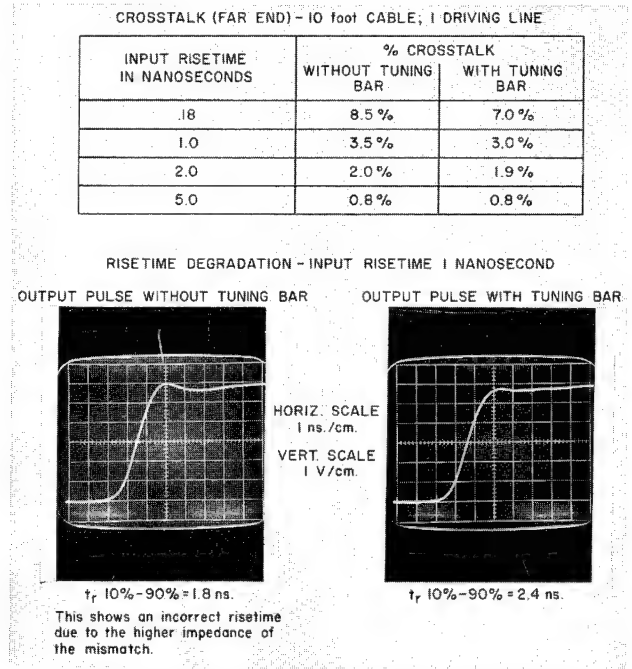 CROSSTALK (FAR END) - 10 foot CABLE; 1 DRIVING LINE
INPUT RISETIME IN NANOSECONDS
% CROSSTALK
WITHOUT TUNING BAR
WITH TUNING BAR
.18 8.5% 7.0%
1.0 3.5% 3.0%
2.0 2.0% 1.9%
5.0 0.8% 0.8%
RISETIME DEGRADATION - INPUT RISETIME 1 NANOSECOND
OUTPUT PULSE WITHOUT TUNING BAR
OUTPUT PULSE WITH TUNING BAR
HORIZ. SCALE
1 ns./cm.
VERT. SCALE
1 V/cm.
tr 10%-90% = 1.8 ns.
This shows an incorrect risetime
due to the higher impedance of
the mismatch.
tr 10%-90% = 2.4 ns.